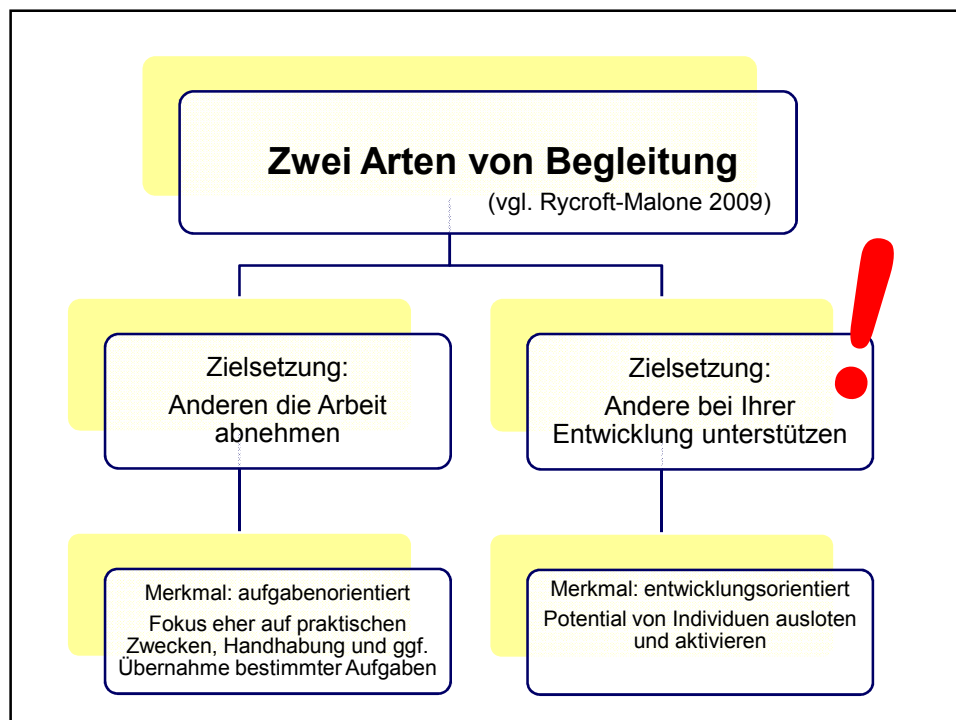 Zwei Arten von Begleitung
(vgl. Rycroft-Malone 2009)
Zielsetzung:
Anderen die Arbeit
abnehmen
Zielsetzung:
Andere bei Ihrer
Entwicklung unterstützen
!
Merkmal: aufgabenorientiert
Fokus eher auf praktischen
Zwecken, Handhabung und ggf.
Übernahme bestimmter Aufgaben
Merkmal: entwicklungsorientiert
Potential von Individuen ausloten
und aktivieren